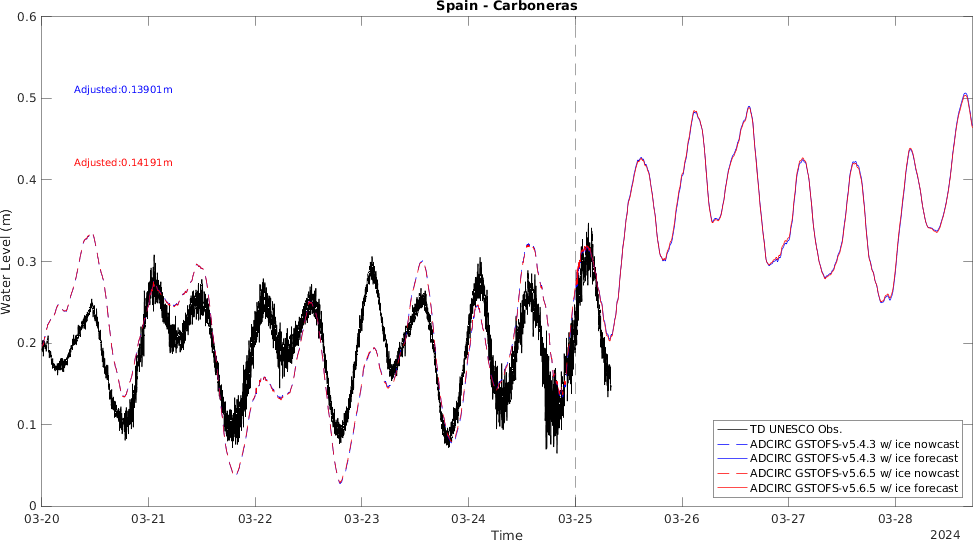 Spain - Carboneras
0.6
0.5
0.4
0.3
0.2
0.1
0
Water Level (m)
Adjusted:0.13901m
Adjusted:0.14191m
TD UNESCO Obs.
ADCIRC GSTOFS-v5.4.3 w/ ice nowcast
ADCIRC GSTOFS-v5.4.3 w/ ice forecast
ADCIRC GSTOFS-v5.6.5 w/ ice nowcast
ADCIRC GSTOFS-v5.6.5 w/ ice forecast
03-20 03-21 03-22 03-23 03-24 03-25 03-26 03-27 03-28
Time
2024